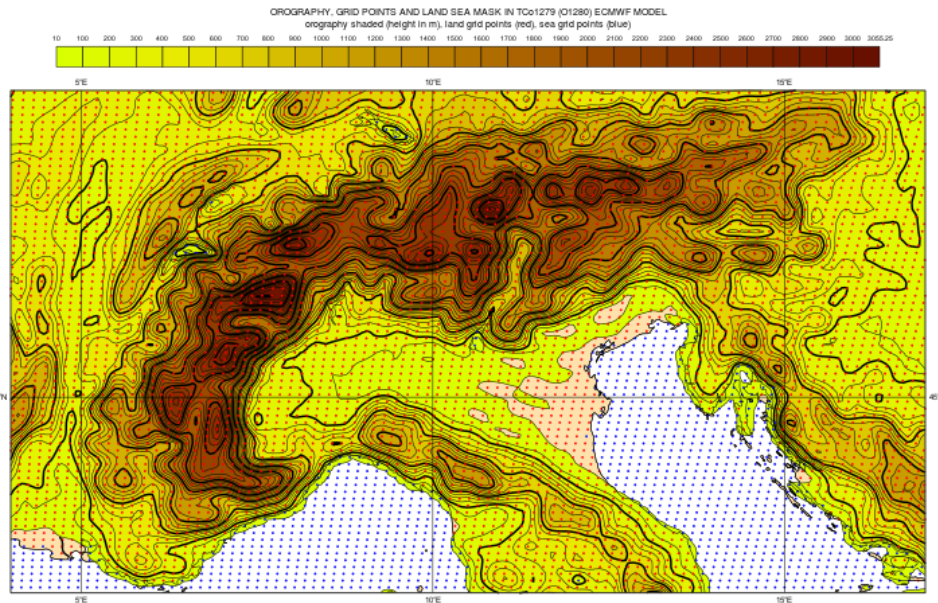 OROGRAPHY, GRID POINTS AND LAND SEA MASK IN TCo1279 (O1280) ECMWF MODEL
orography shaded (height in m), land grid points (red), sea grid points (blue)
10 100 200 300 400 500 600 700 800 900 1000 1100 1200 1300 1400 1500 1600 1700 1800 1900 2000 2100 2200 2300 2400 2500 2600 2700 2800 2900 3000 3055.25
5°E 10°E 15°E
°N 45
5°E 10°E 15°E